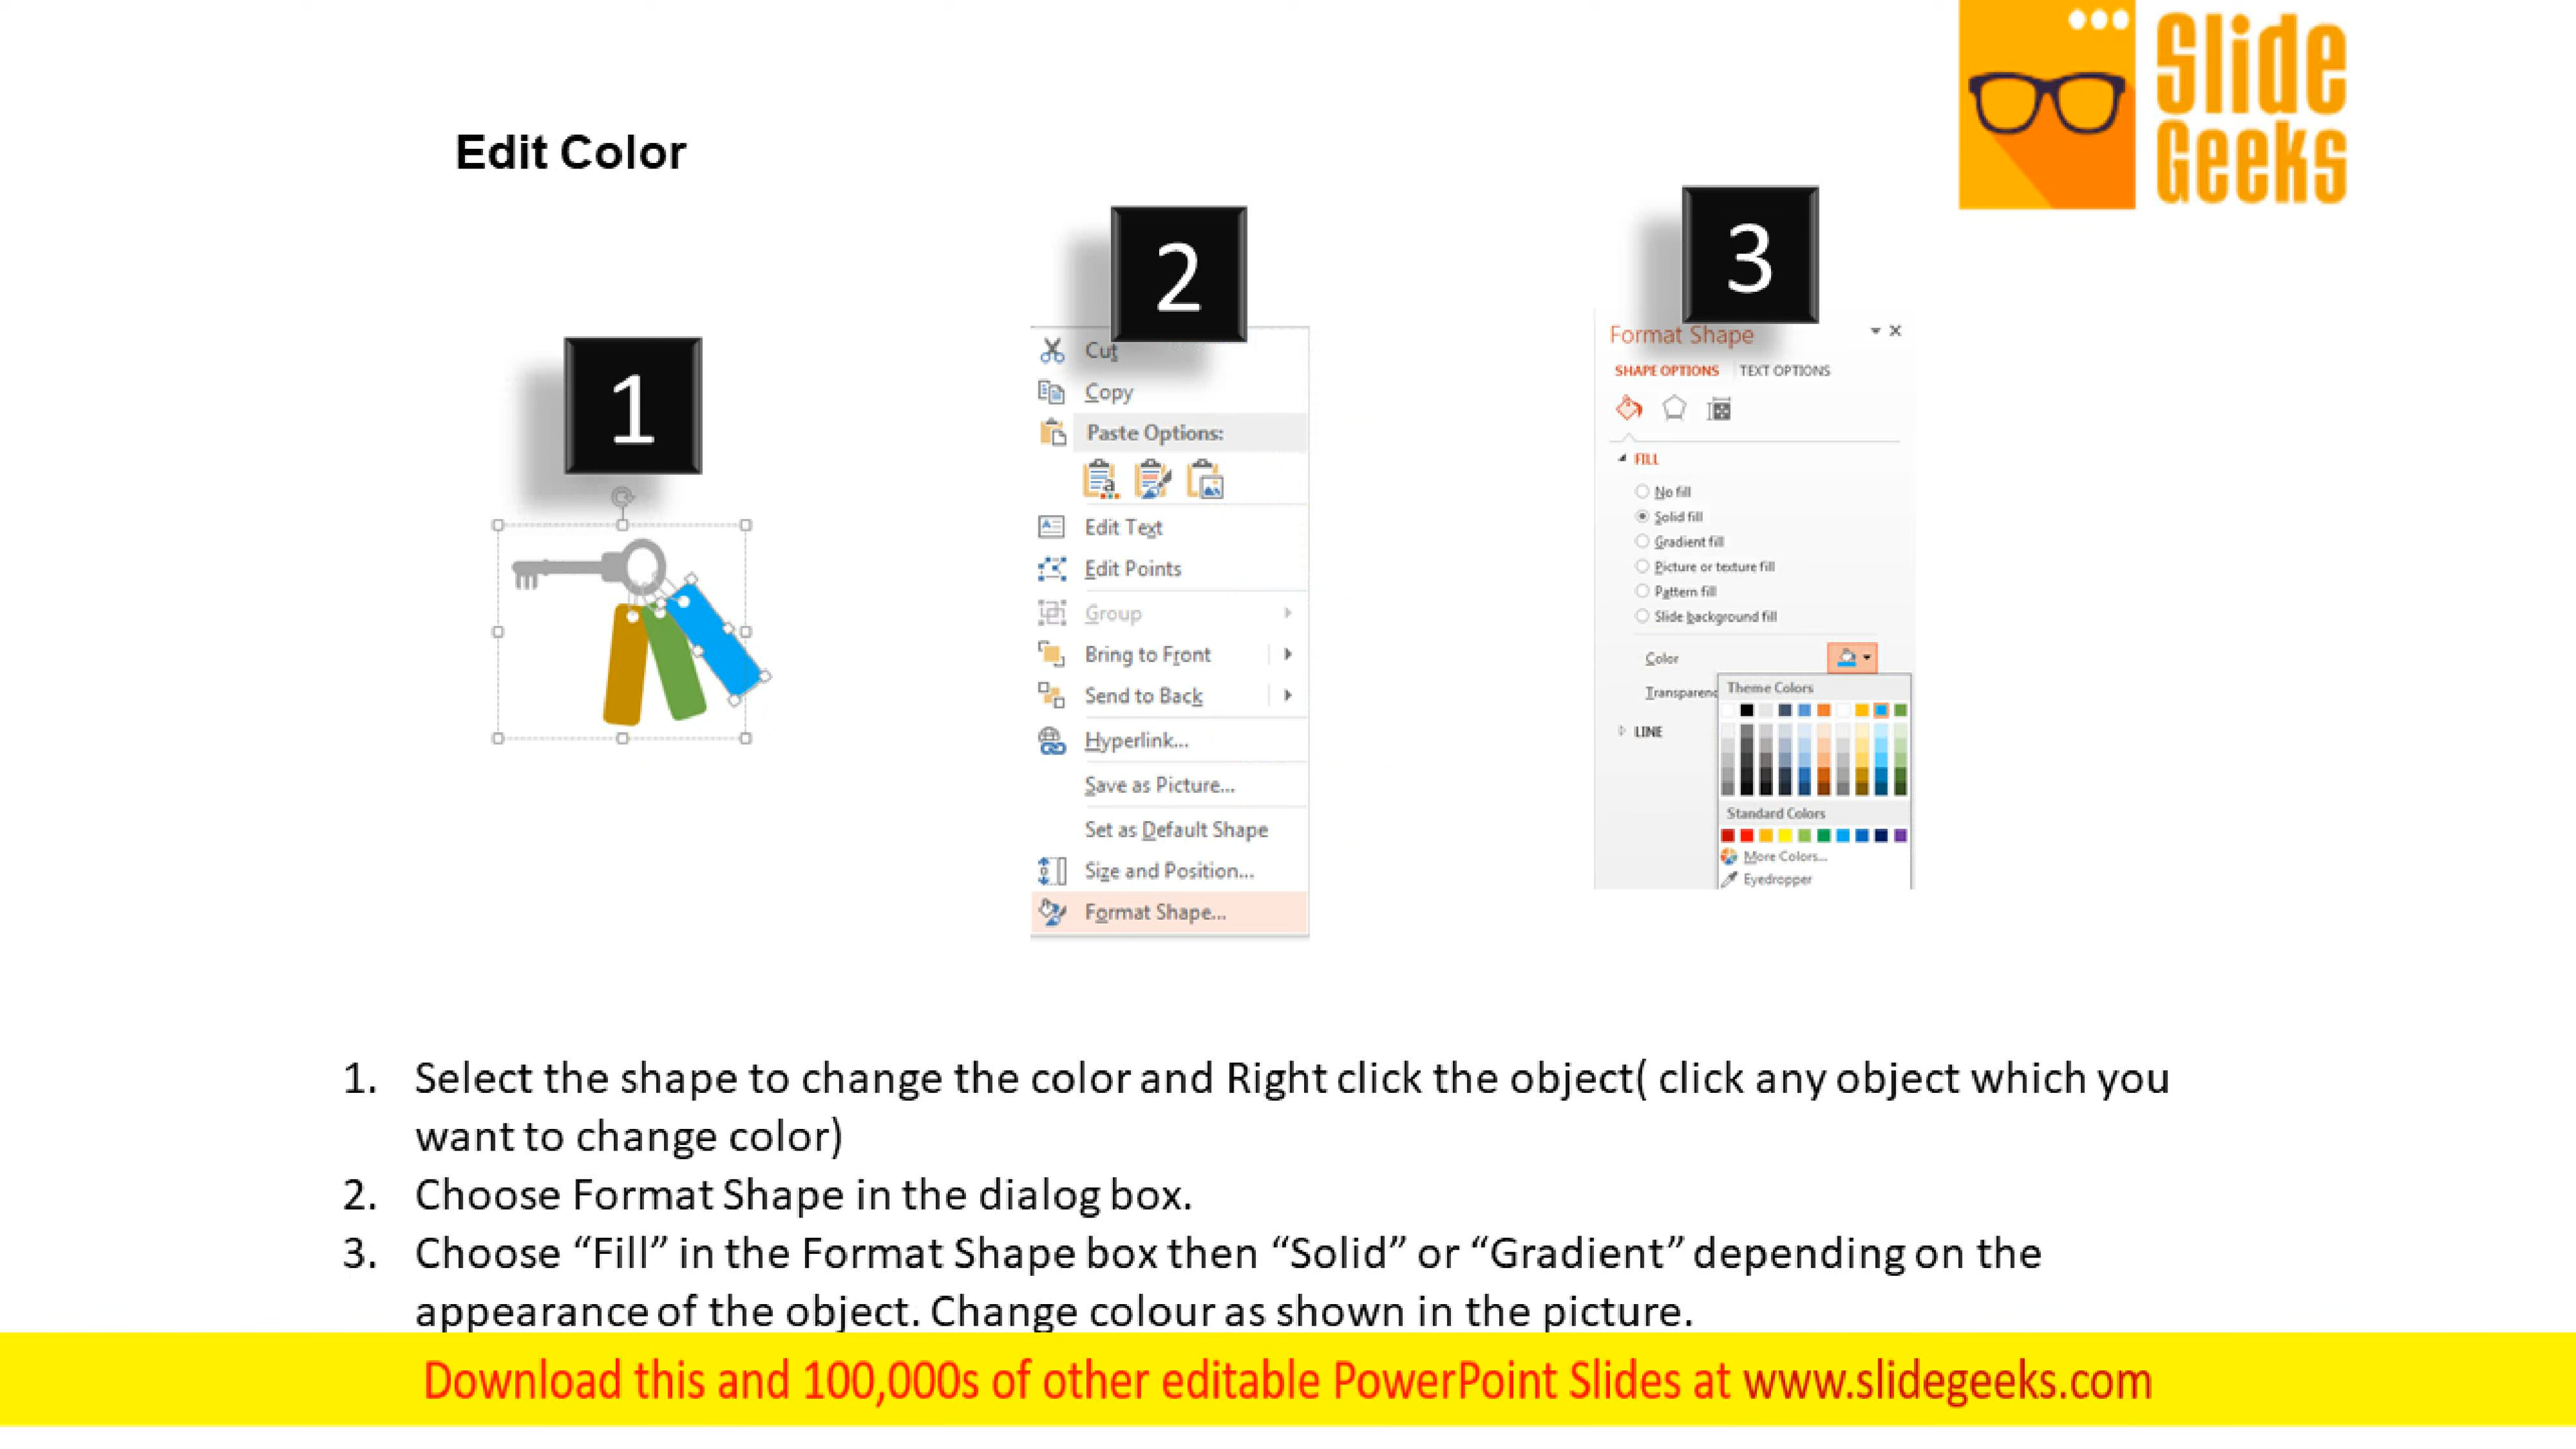 Slide
Geeks
Edit Color
1
2
3
Cut
Copy
Paste Options:
Edit Text
Edit Points
Group
Bring to Front
Send to Back
Hyperlink...
Save as Picture...
Set as Default Shape
Size and Position...
Format Shape...
Format Shape
SHAPE OPTIONS TEXT OPTIONS
FILL
No fill
Solid fill
Gradient fill
Picture or texture fill
Pattern fill
Slide background fill
Color
Transparenc
Theme Colors
LINE
Standard Colors
More Colors...
Eyedropper
1. Select the shape to change the color and Right click the object( click any object which you
want to change color)
2. Choose Format Shape in the dialog box.
3. Choose “Fill” in the Format Shape box then “Solid” or “Gradient” depending on the
appearance of the object. Change colour as shown in the picture.
Download this and 100,000s of other editable PowerPoint Slides at www.slidegeeks.com